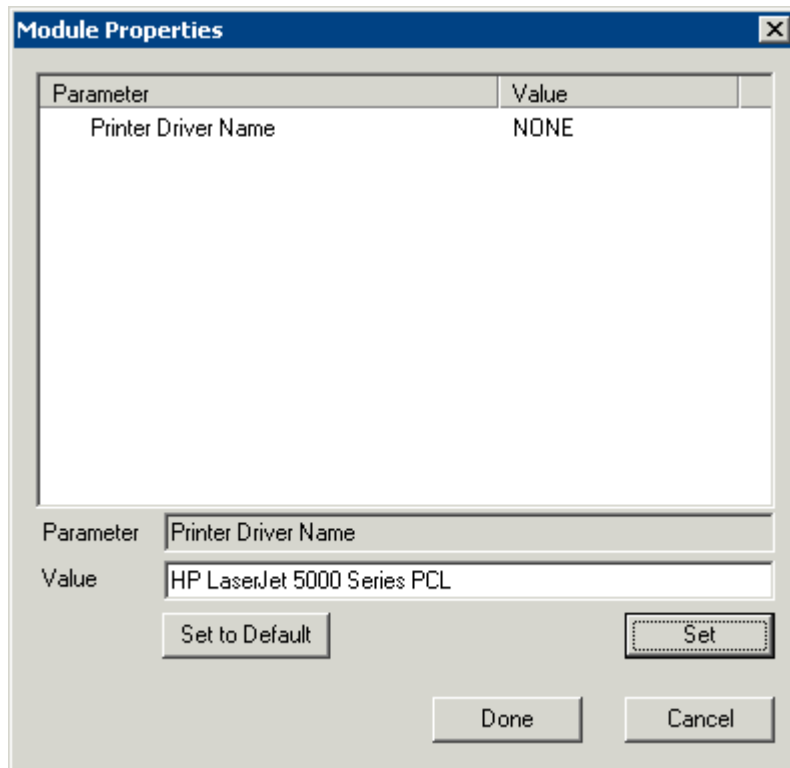 Module Properties
Parameter Value
Printer Driver Name NONE
Parameter Printer Driver Name
Value HP LaserJet 5000 Series PCL
Set to Default Set
Done Cancel